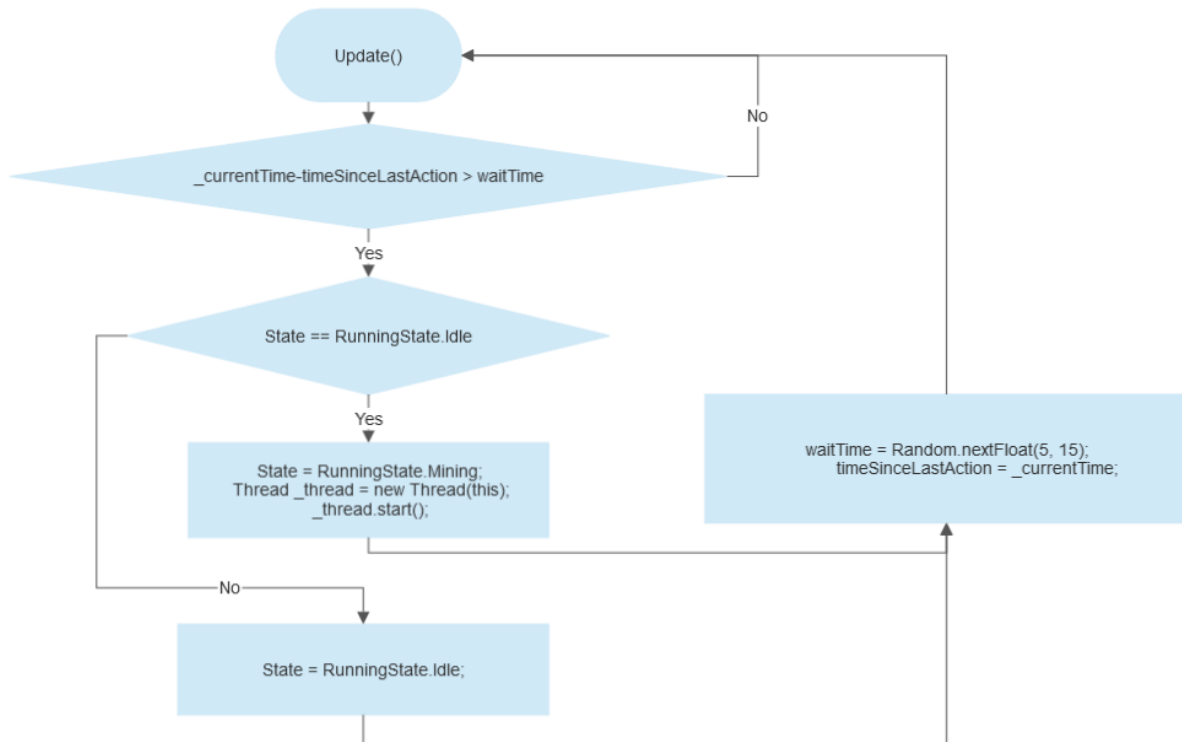 Update()
No
_currentTime-timeSinceLastAction > waitTime
Yes
State == RunningState.Idle
Yes
State = RunningState.Mining;
Thread _thread = new Thread(this);
_thread.start();
waitTime = Random.nextFloat(5, 15);
timeSinceLastAction = _currentTime;
No
State = RunningState.Idle;